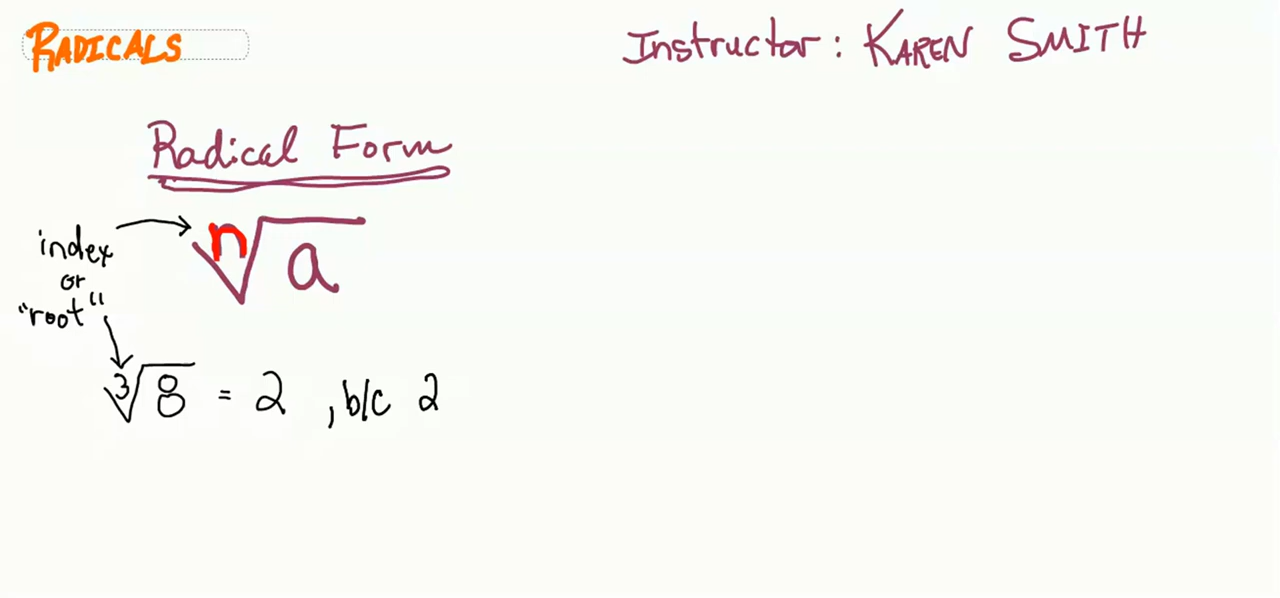 RADICALS
Instructor: KAREN SMITH
Radical Form
ⁿ√a
index
or
"root"
³√8 = 2 , b/c 2